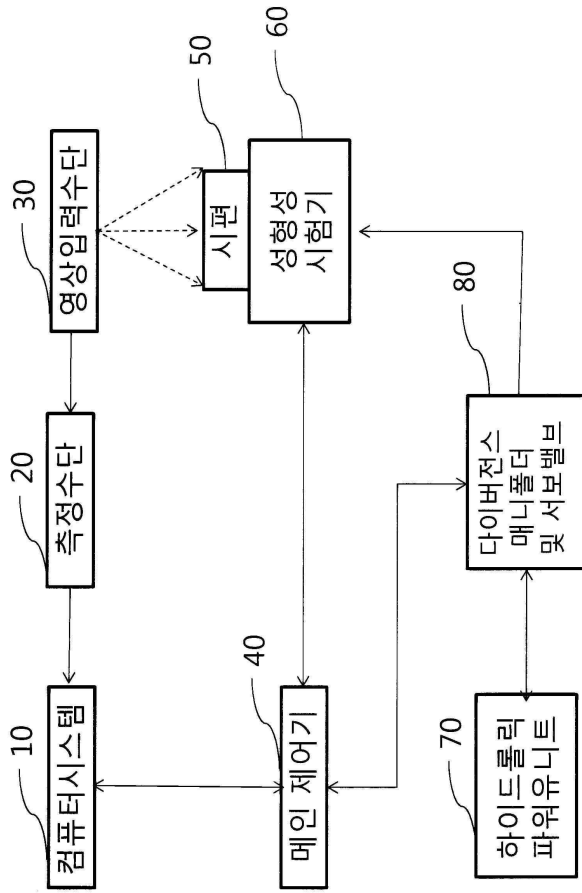 10
컴퓨터시스템
20
측정수단
30
영상입력수단
40
메인 제어기
50
시편
60
성형성
시험기
70
하이드롤릭
파워유니트
80
다이버전스
매니폴더
및 서보밸브